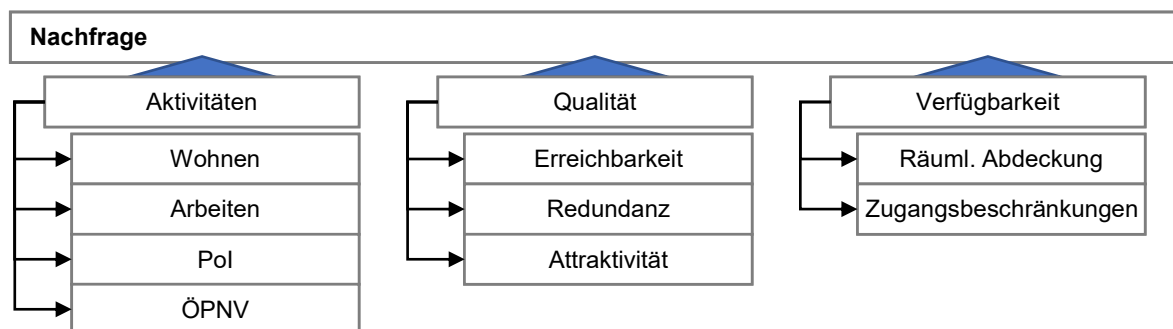 Nachfrage
Aktivitäten
Wohnen
Arbeiten
PoI
ÖPNV
Qualität
Erreichbarkeit
Redundanz
Attraktivität
Verfügbarkeit
Räuml. Abdeckung
Zugangsbeschränkungen